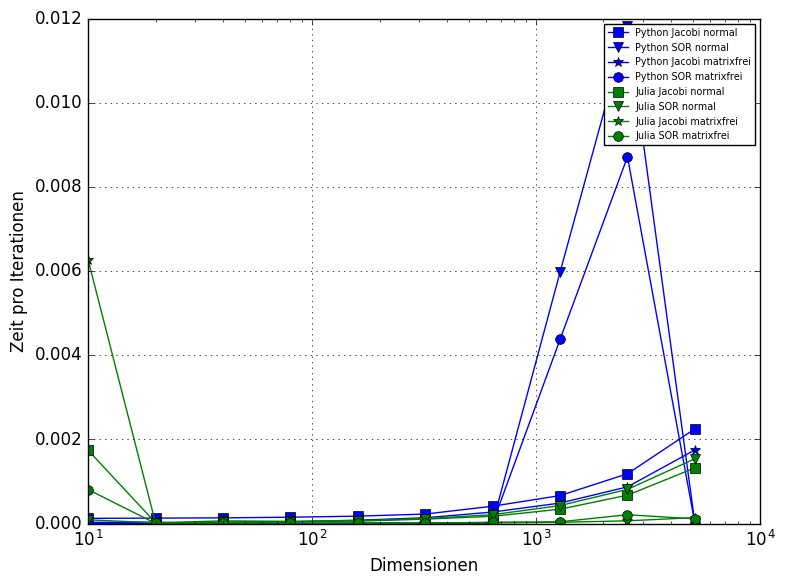 0.012
0.010
0.008
0.006
0.004
0.002
0.000
Zeit pro Iterationen
Python Jacobi normal
Python SOR normal
Python Jacobi matrixfrei
Python SOR matrixfrei
Julia Jacobi normal
Julia SOR normal
Julia Jacobi matrixfrei
Julia SOR matrixfrei
10^1 10^2 10^3 10^4
Dimensionen